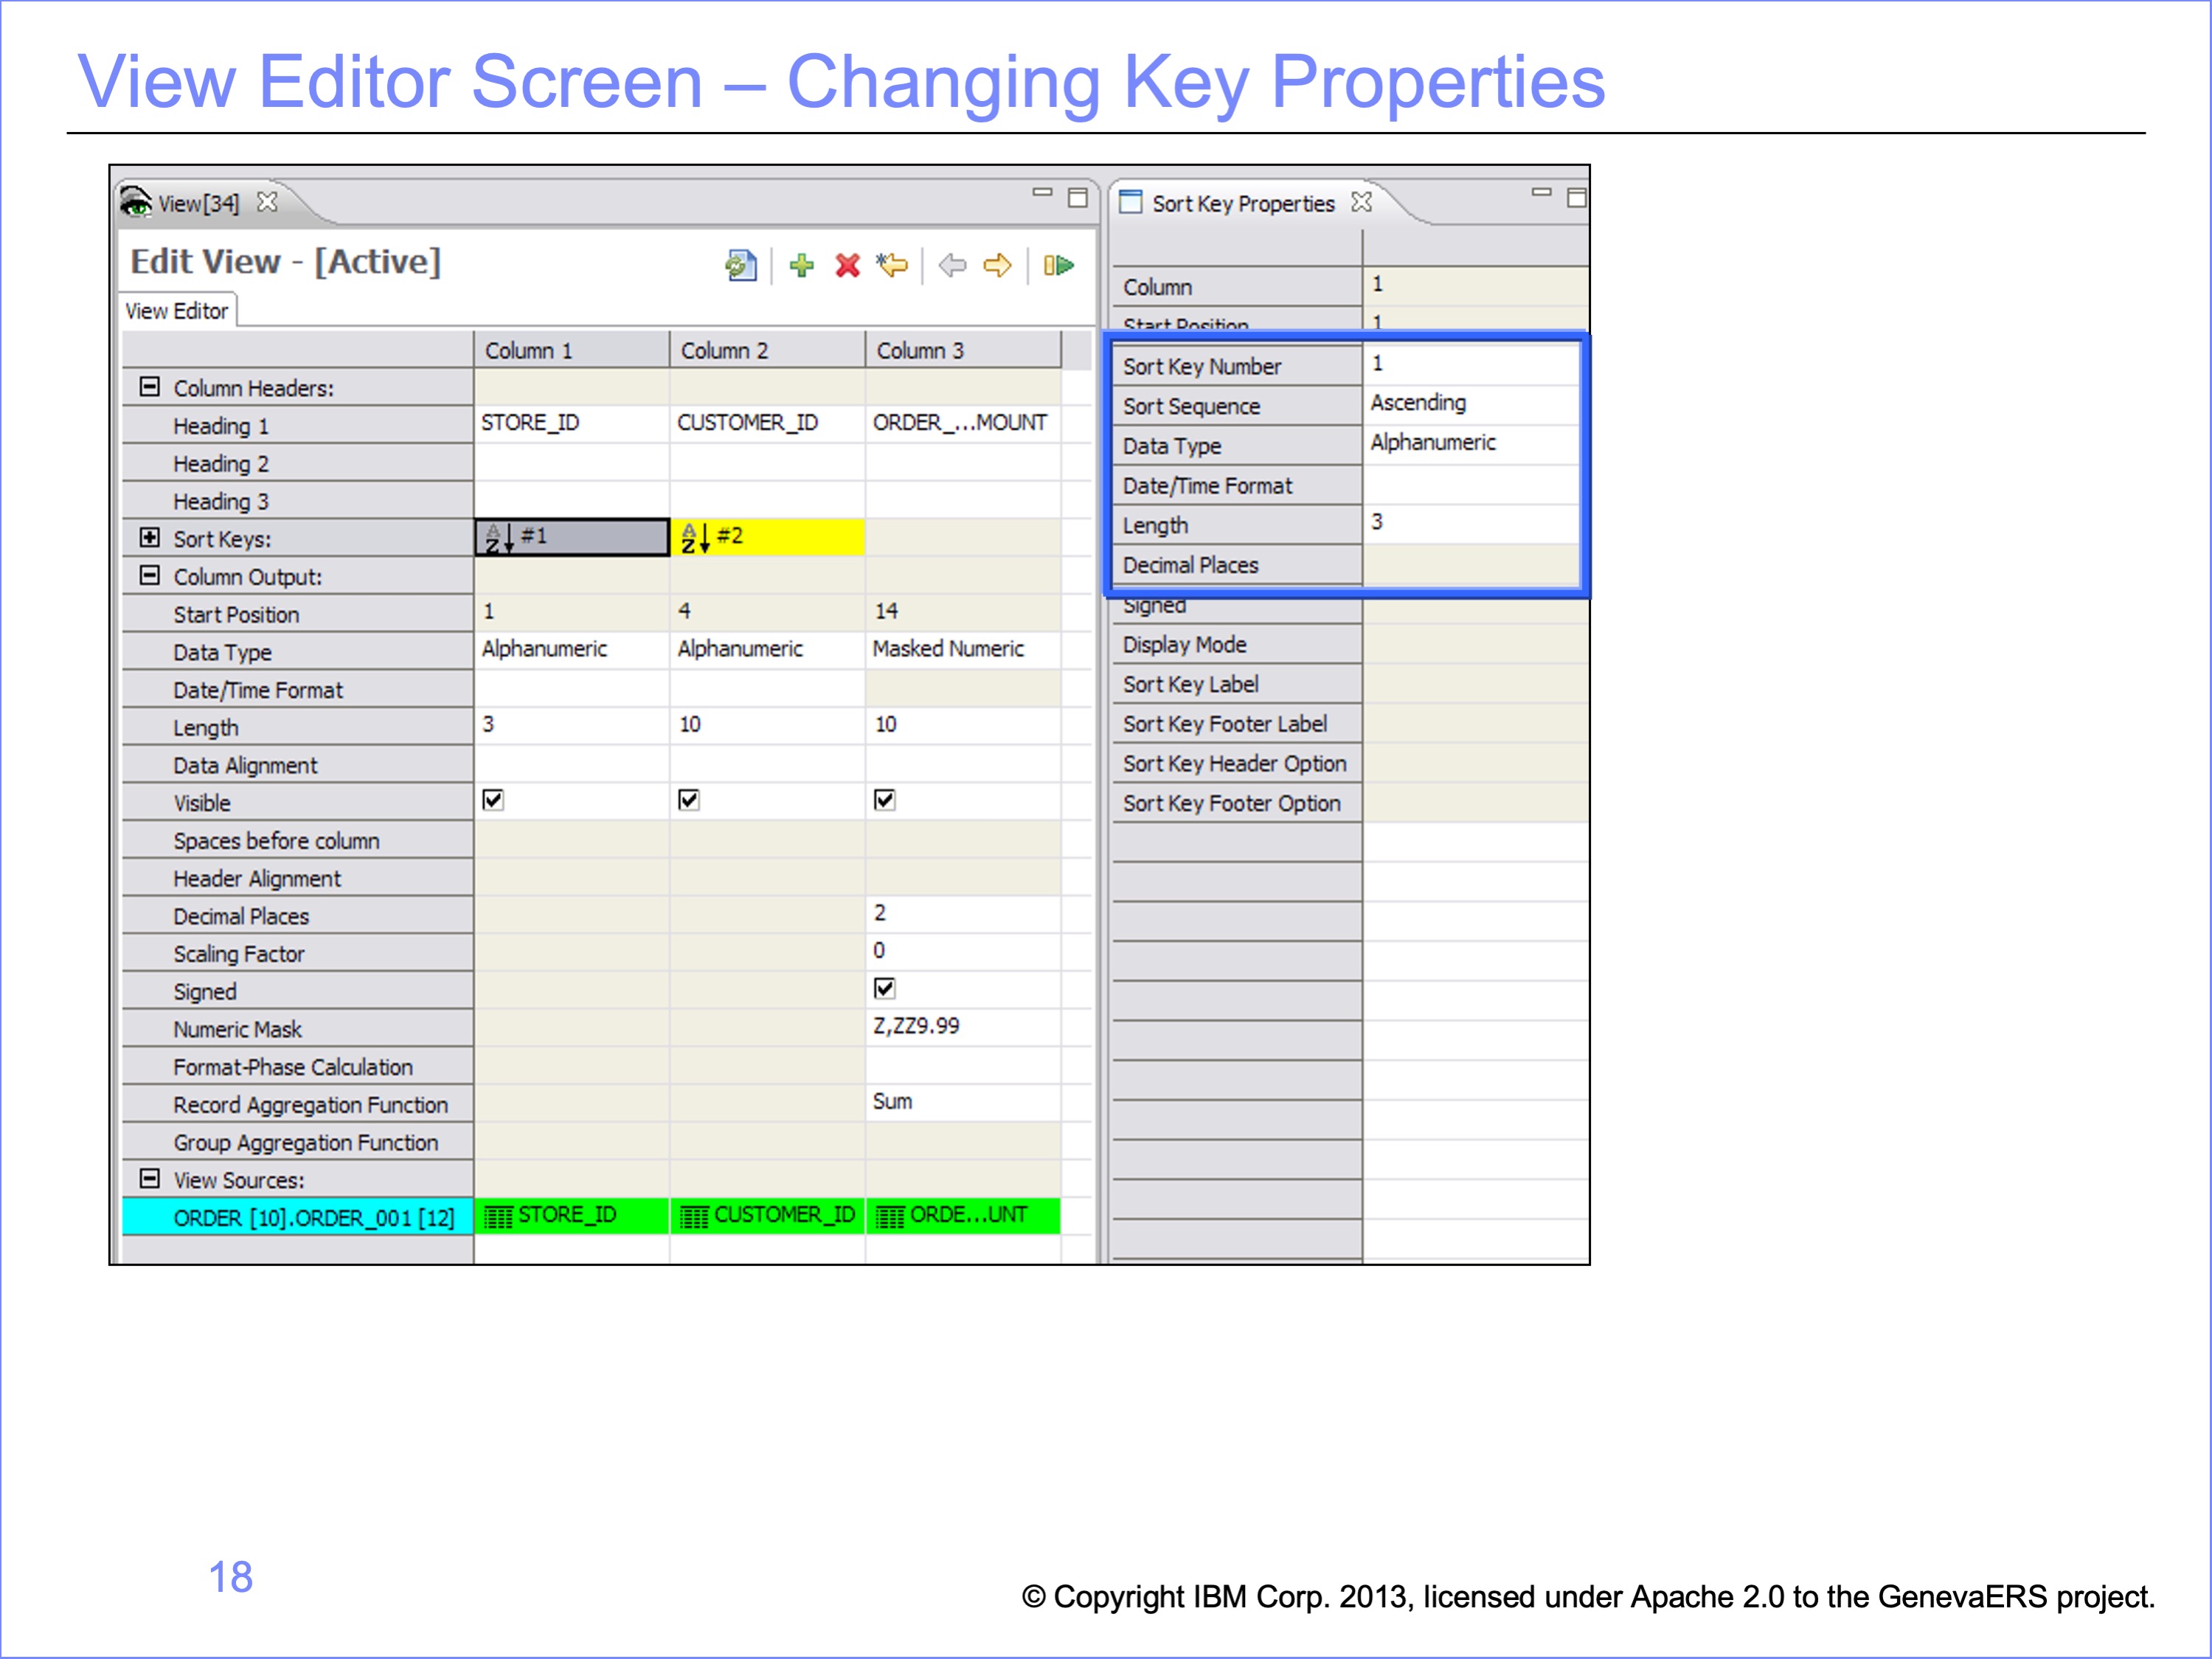 View Editor Screen – Changing Key Properties
View[34]
Edit View - [Active]
View Editor
Column 1 Column 2 Column 3
Column Headers:
Heading 1 STORE_ID CUSTOMER_ID ORDER_...MOUNT
Heading 2
Heading 3
Sort Keys: #1 #2
Column Output:
Start Position 1 4 14
Data Type Alphanumeric Alphanumeric Masked Numeric
Date/Time Format
Length 3 10 10
Data Alignment
Visible
Spaces before column
Header Alignment
Decimal Places 2
Scaling Factor 0
Signed
Numeric Mask Z,ZZ9.99
Format-Phase Calculation
Record Aggregation Function Sum
Group Aggregation Function
View Sources:
ORDER [10].ORDER_001 [12] STORE_ID CUSTOMER_ID ORDE...UNT
Sort Key Properties
Column 1
Start Position 1
Sort Key Number 1
Sort Sequence Ascending
Data Type Alphanumeric
Date/Time Format
Length 3
Decimal Places
Signed
Display Mode
Sort Key Label
Sort Key Footer Label
Sort Key Header Option
Sort Key Footer Option
18
© Copyright IBM Corp. 2013, licensed under Apache 2.0 to the GenevaERS project.